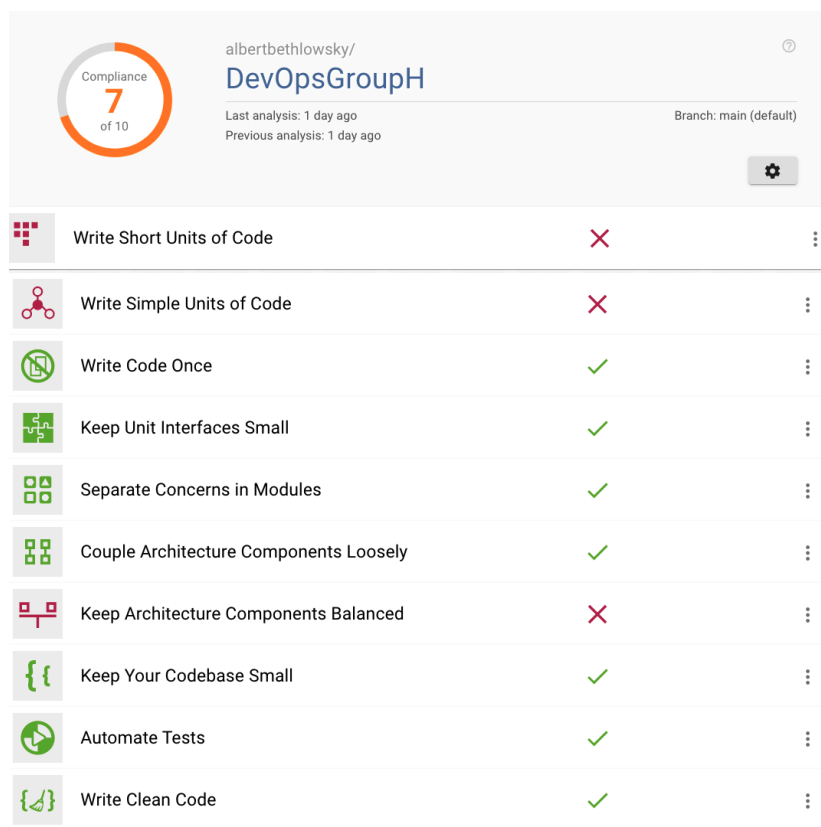 Compliance
7
of 10
albertbethlowsky/
DevOpsGroupH
Last analysis: 1 day ago
Branch: main (default)
Previous analysis: 1 day ago
Write Short Units of Code
Write Simple Units of Code
Write Code Once
Keep Unit Interfaces Small
Separate Concerns in Modules
Couple Architecture Components Loosely
Keep Architecture Components Balanced
Keep Your Codebase Small
Automate Tests
Write Clean Code